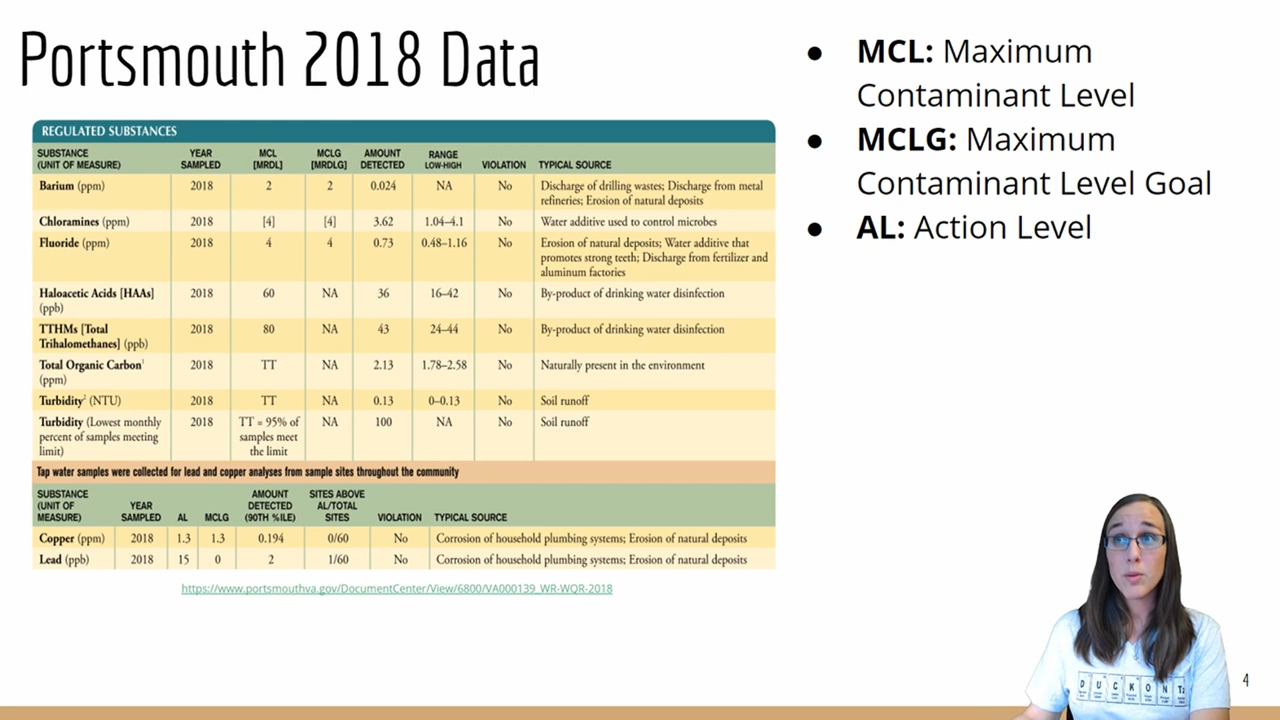 Portsmouth 2018 Data
REGULATED SUBSTANCES
SUBSTANCE (UNIT OF MEASURE) YEAR SAMPLED MCL [MRDL] MCLG [MRDLG] AMOUNT DETECTED RANGE LOW-HIGH VIOLATION TYPICAL SOURCE
Barium (ppm) 2018 2 2 0.024 NA No Discharge of drilling wastes; Discharge from metal
refineries; Erosion of natural deposits
Chloramines (ppm) 2018 [4] [4] 3.62 1.04–4.1 No Water additive used to control microbes
Fluoride (ppm) 2018 4 4 0.73 0.48–1.16 No Erosion of natural deposits; Water additive that
promotes strong teeth; Discharge from fertilizer and
aluminum factories
Haloacetic Acids [HAAs] 2018 60 NA 36 16–42 No By-product of drinking water disinfection
(ppb)
TTHMs [Total 2018 80 NA 43 24–44 No By-product of drinking water disinfection
Trihalomethanes] (ppb)
Total Organic Carbon¹ 2018 TT NA 2.13 1.78–2.58 No Naturally present in the environment
(ppm)
Turbidity² (NTU) 2018 TT NA 0.13 0–0.13 No Soil runoff
Turbidity (Lowest monthly 2018 TT = 95% of NA 100 NA No Soil runoff
percent of samples meeting samples meet
limit) the limit
Tap water samples were collected for lead and copper analyses from sample sites throughout the community
SUBSTANCE (UNIT OF MEASURE) YEAR SAMPLED AL MCLG AMOUNT DETECTED (90TH %ILE) SITES ABOVE AL/TOTAL SITES VIOLATION TYPICAL SOURCE
Copper (ppm) 2018 1.3 1.3 0.194 0/60 No Corrosion of household plumbing systems; Erosion of natural deposits
Lead (ppb) 2018 15 0 2 1/60 No Corrosion of household plumbing systems; Erosion of natural deposits
https://www.portsmouthva.gov/DocumentCenter/View/6800/VA000139_WR-WQR-2018
● MCL: Maximum
Contaminant Level
● MCLG: Maximum
Contaminant Level Goal
● AL: Action Level
D U C K O N T
4